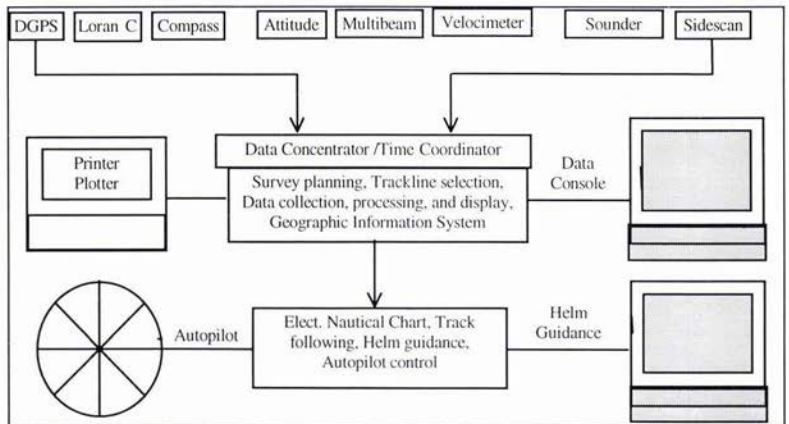 DGPS
Loran C
Compass
Attitude
Multibeam
Velocimeter
Sounder
Sidescan
Printer
Plotter
Data Concentrator /Time Coordinator
Survey planning, Trackline selection,
Data collection, processing, and display,
Geographic Information System
Data
Console
Autopilot
Elect. Nautical Chart, Track
following, Helm guidance,
Autopilot control
Helm
Guidance